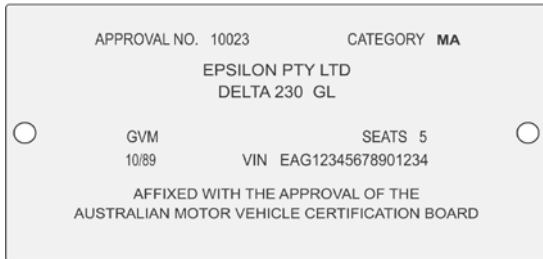 APPROVAL NO. 10023 CATEGORY MA
EPSILON PTY LTD
DELTA 230 GL
GVM SEATS 5
10/89 VIN EAG12345678901234
AFFIXED WITH THE APPROVAL OF THE
AUSTRALIAN MOTOR VEHICLE CERTIFICATION BOARD